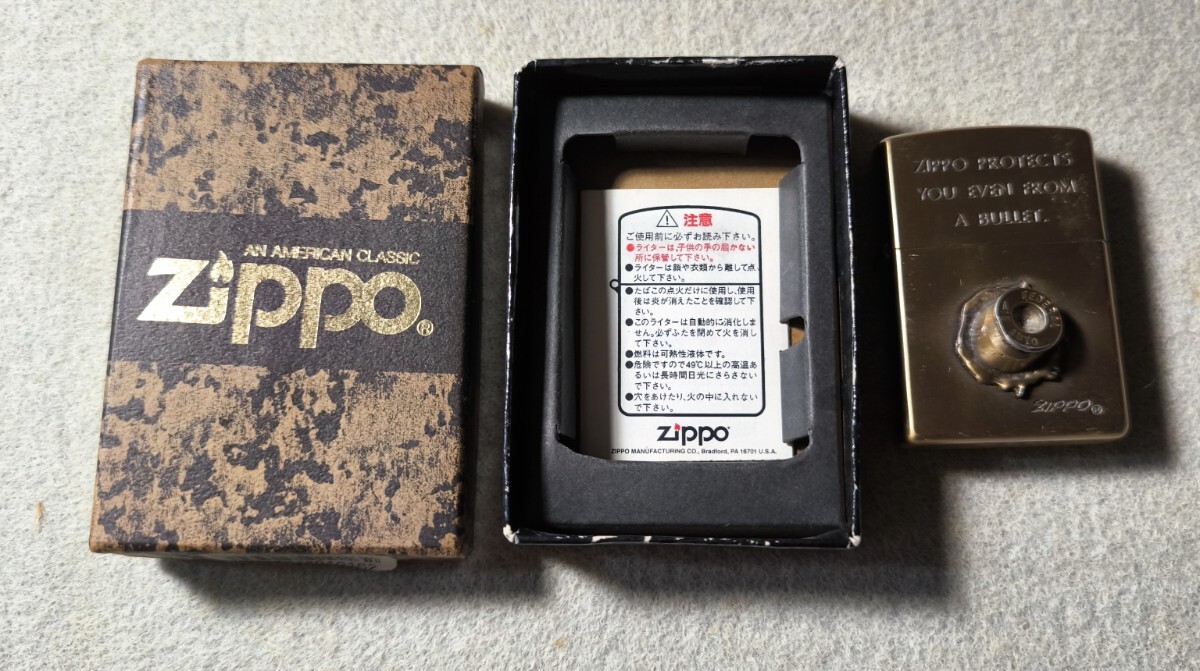 AN AMERICAN CLASSIC
Zippo®
⚠ 注意
ご使用前に必ずお読み下さい。
●ライターは、子供の手の届かない
所に保管して下さい。
●ライターは顔や衣類から離して点
火して下さい。
●たばこの点火だけに使用し、使用
後は炎が消えたことを確認して下
さい。
●このライターは自動的に消化しま
せん。必ずふたを閉めて火を消し
て下さい。
●燃料は可熱性液体です。
●危険ですので49℃以上の高温あ
るいは長時間日光にさらさない
で下さい。
●穴をあけたり、火の中に入れない
で下さい。
Zippo®
ZIPPO MANUFACTURING CO., Bradford, PA 16701 U.S.A.
ZIPPO PROTECTS
YOU EVEN FROM
A BULLET.
Zippo®